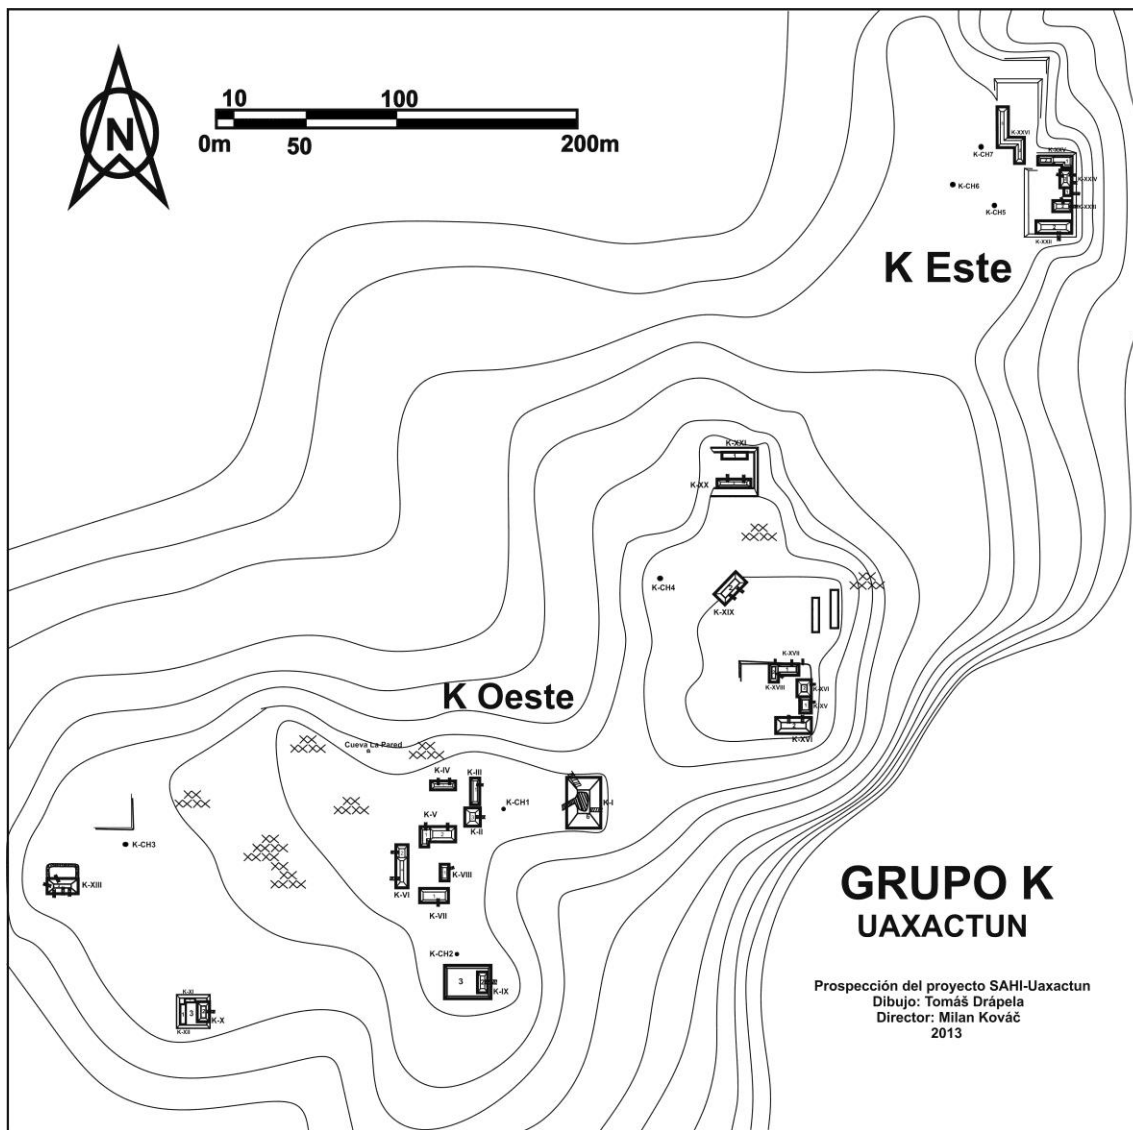 N
10
100
0m
50
200m
K-XXVI
K-CH7
K-XXV
K-XXIV
K-CH6
K-CH5
K-XXII
K Este
K-XXI
K-XX
K-CH4
K-XIX
K-XVII
K-XVIII
K-XVI
K-XV
K-XVI
K Oeste
Cueva La Pared
K-IV
K-III
K-I
K-CH1
K-V
K-II
K-CH3
K-XIII
K-VIII
K-VI
K-VII
K-CH2
3
K-IX
K-XI
3
K-X
K-XII
GRUPO K
UAXACTUN
Prospección del proyecto SAHI-Uaxactun
Dibujo: Tomáš Drápela
Director: Milan Kováč
2013